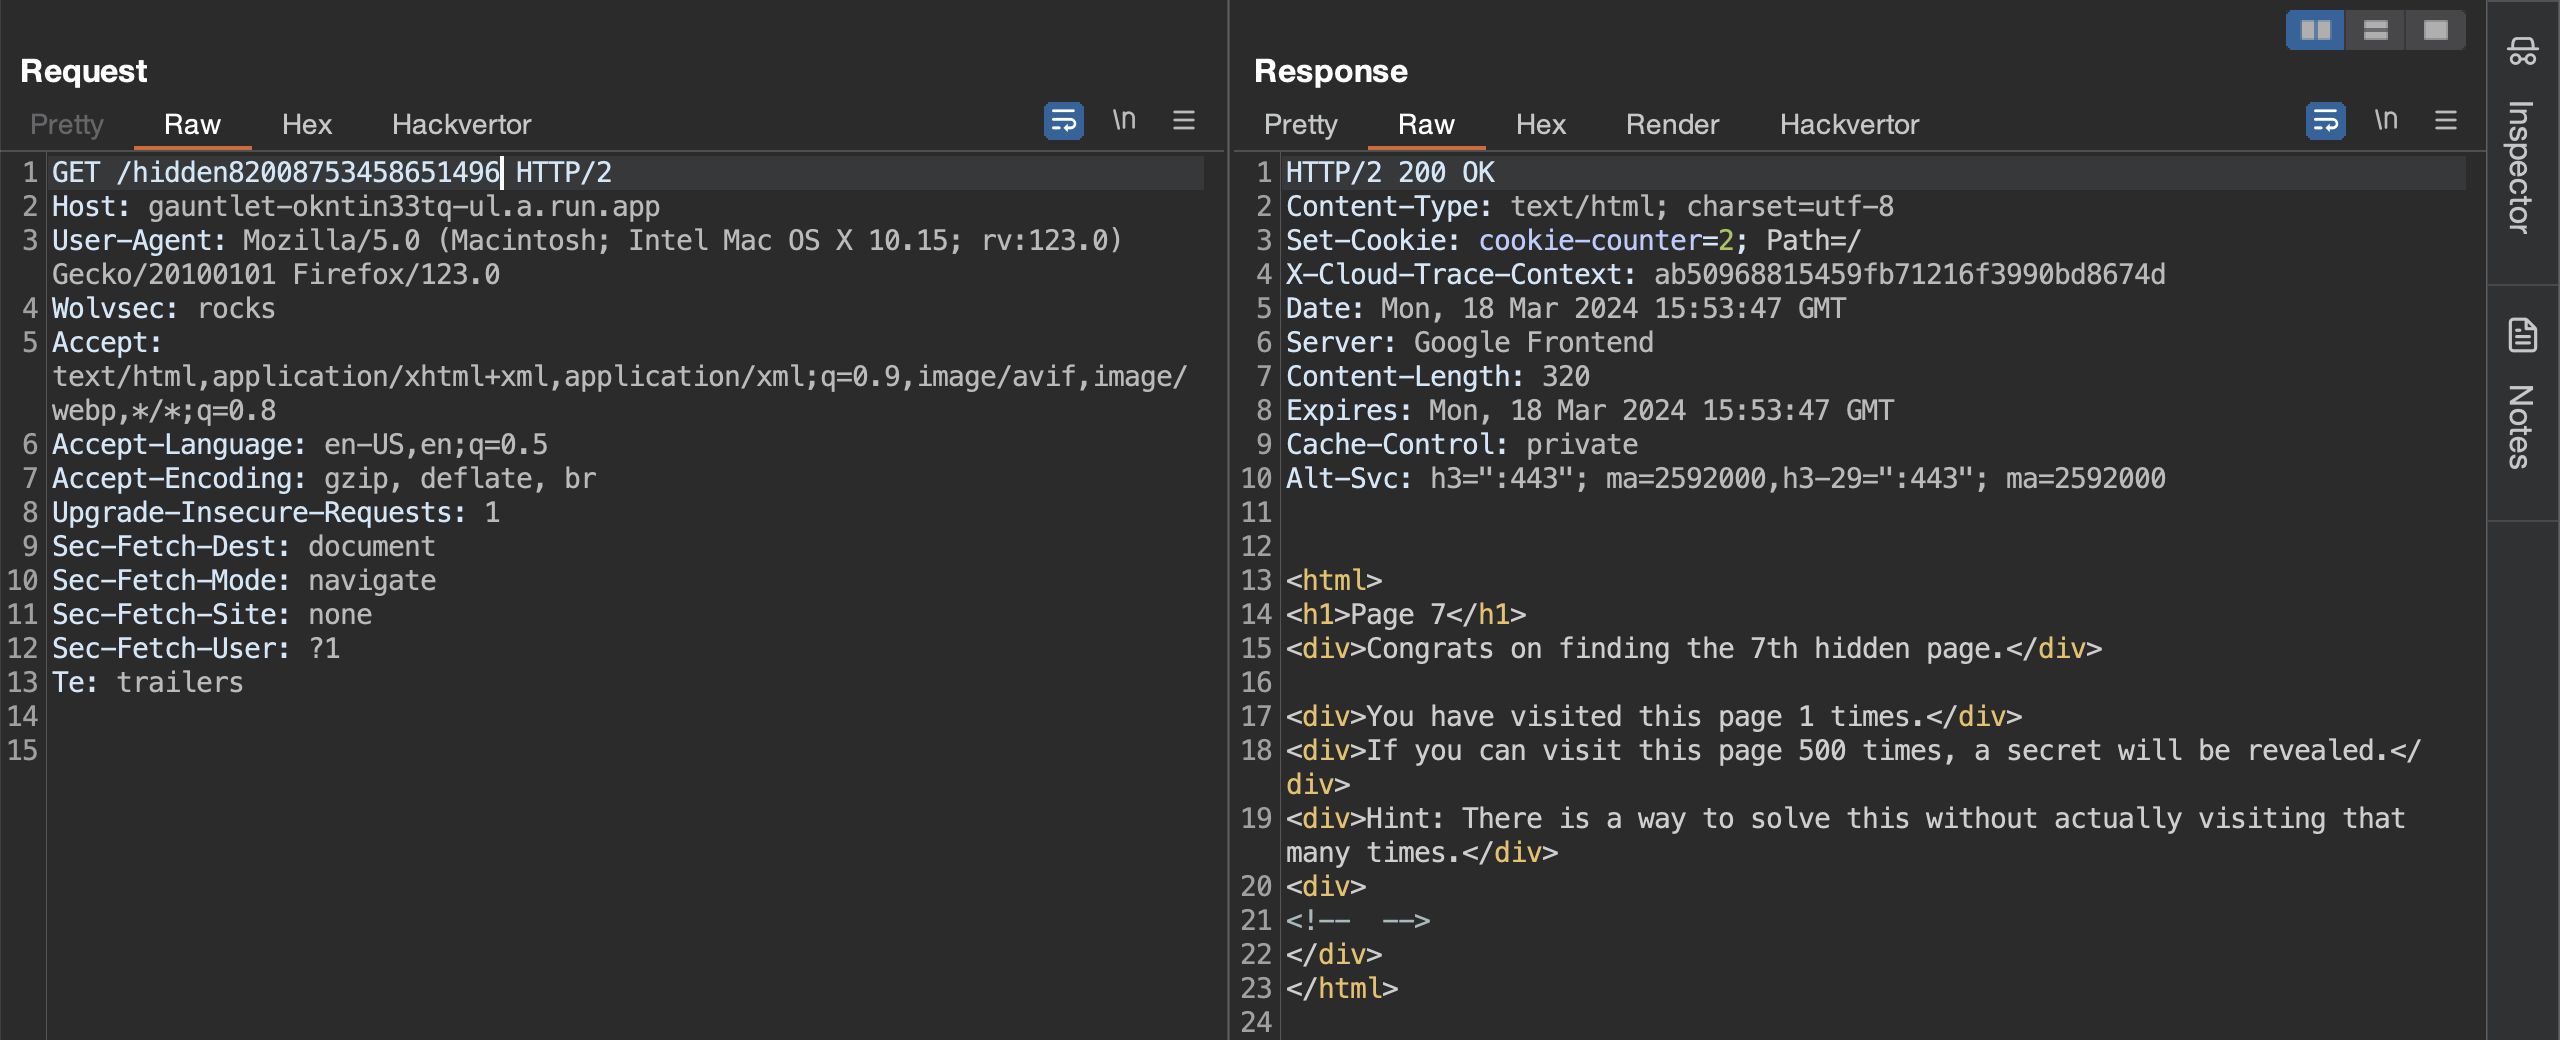 Request
Pretty Raw Hex Hackvertor \n
1 GET /hidden82008753458651496 HTTP/2
2 Host: gauntlet-okntin33tq-ul.a.run.app
3 User-Agent: Mozilla/5.0 (Macintosh; Intel Mac OS X 10.15; rv:123.0)
Gecko/20100101 Firefox/123.0
4 Wolvsec: rocks
5 Accept:
text/html,application/xhtml+xml,application/xml;q=0.9,image/avif,image/
webp,*/*;q=0.8
6 Accept-Language: en-US,en;q=0.5
7 Accept-Encoding: gzip, deflate, br
8 Upgrade-Insecure-Requests: 1
9 Sec-Fetch-Dest: document
10 Sec-Fetch-Mode: navigate
11 Sec-Fetch-Site: none
12 Sec-Fetch-User: ?1
13 Te: trailers
14
15
Response
Pretty Raw Hex Render Hackvertor \n
1 HTTP/2 200 OK
2 Content-Type: text/html; charset=utf-8
3 Set-Cookie: cookie-counter=2; Path=/
4 X-Cloud-Trace-Context: ab50968815459fb71216f3990bd8674d
5 Date: Mon, 18 Mar 2024 15:53:47 GMT
6 Server: Google Frontend
7 Content-Length: 320
8 Expires: Mon, 18 Mar 2024 15:53:47 GMT
9 Cache-Control: private
10 Alt-Svc: h3=":443"; ma=2592000,h3-29=":443"; ma=2592000
11
12
13 <html>
14 <h1>Page 7</h1>
15 <div>Congrats on finding the 7th hidden page.</div>
16
17 <div>You have visited this page 1 times.</div>
18 <div>If you can visit this page 500 times, a secret will be revealed.</
div>
19 <div>Hint: There is a way to solve this without actually visiting that
many times.</div>
20 <div>
21 <!--  -->
22 </div>
23 </html>
24
Inspector
Notes